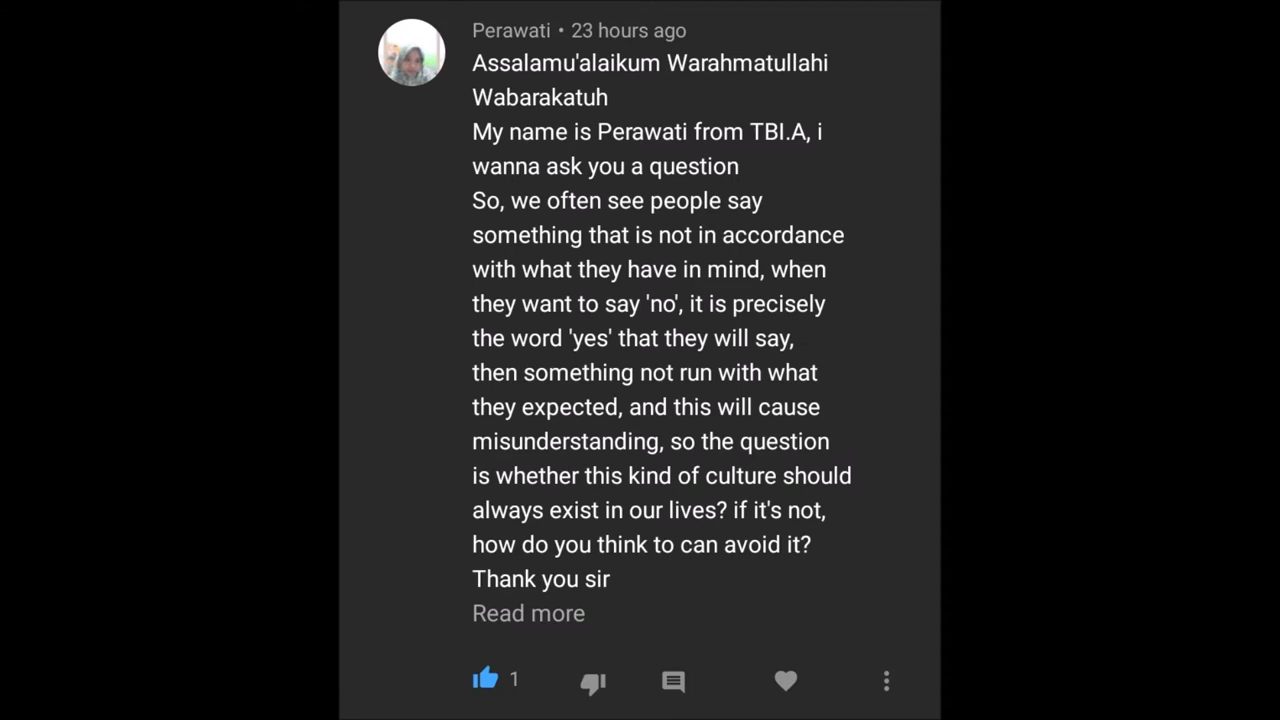 Perawati • 23 hours ago
Assalamu'alaikum Warahmatullahi
Wabarakatuh
My name is Perawati from TBI.A, i
wanna ask you a question
So, we often see people say
something that is not in accordance
with what they have in mind, when
they want to say 'no', it is precisely
the word 'yes' that they will say,
then something not run with what
they expected, and this will cause
misunderstanding, so the question
is whether this kind of culture should
always exist in our lives? if it's not,
how do you think to can avoid it?
Thank you sir
Read more
1